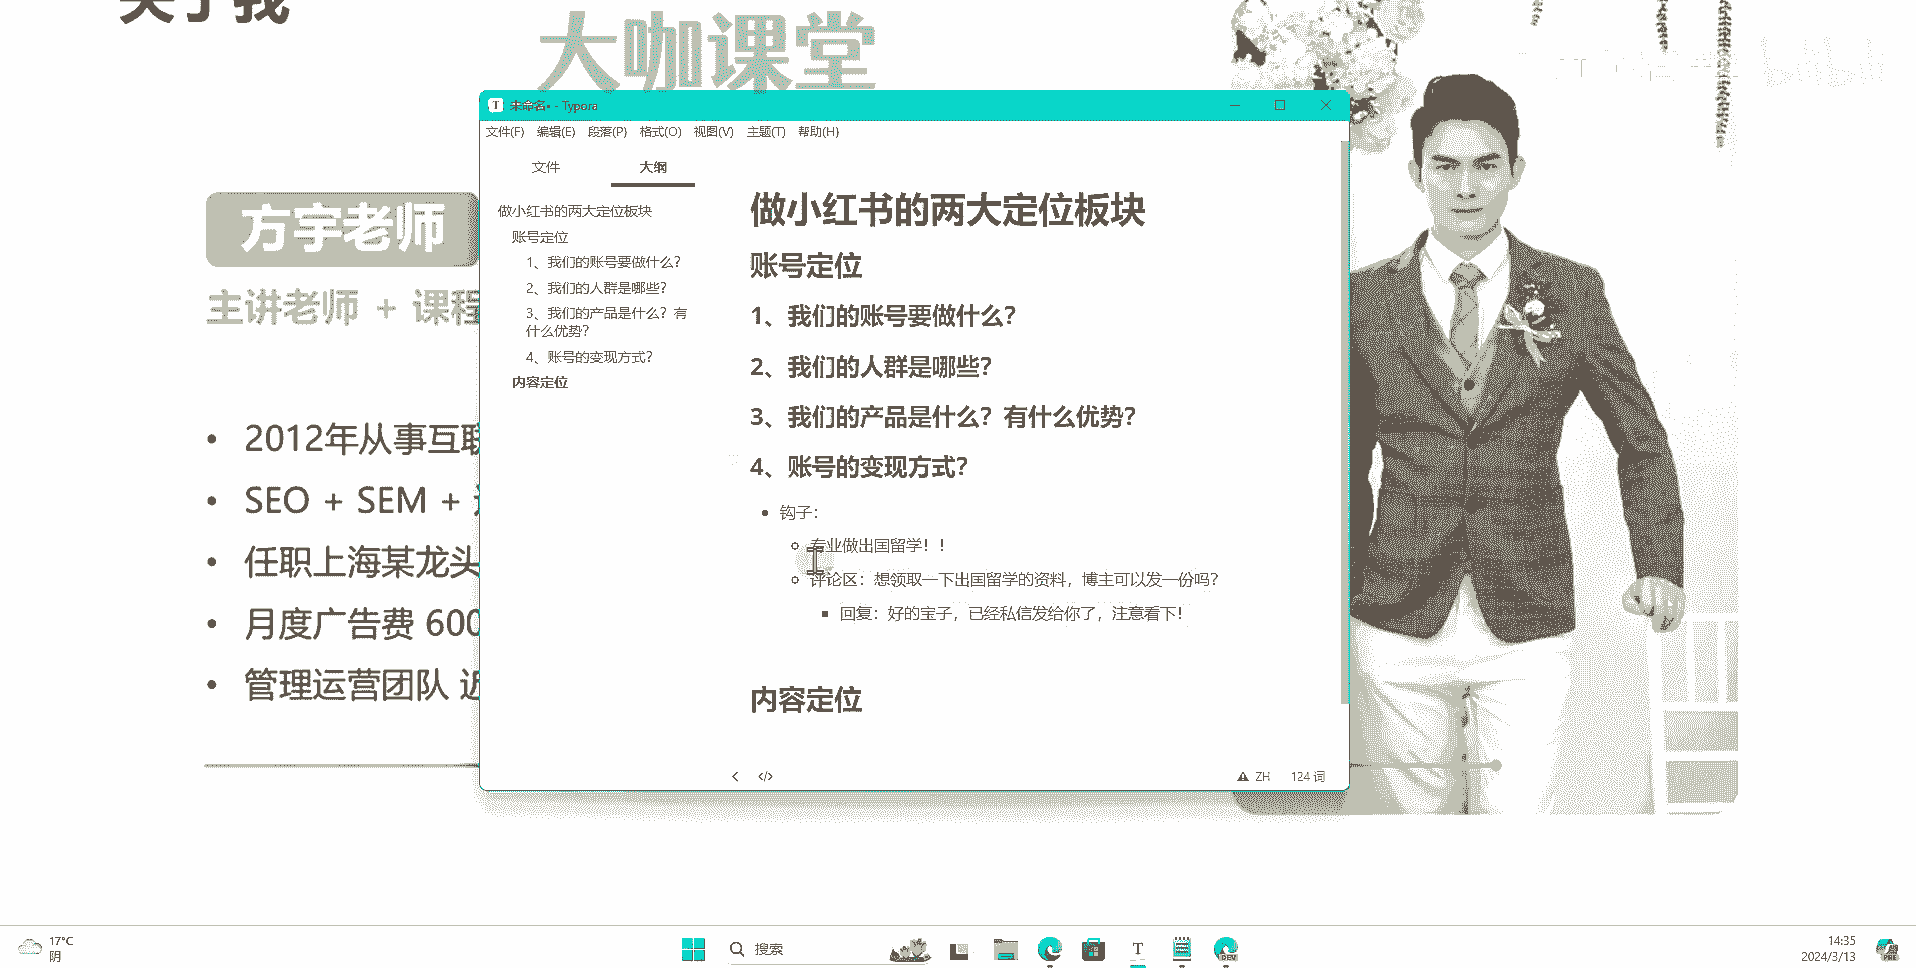 关于我
大咖课堂
bilibili
方宇老师
主讲老师 + 课程
• 2012年从事互联
• SEO + SEM +
• 任职上海某龙头
• 月度广告费 600
• 管理运营团队 近
未命名• - Typora
文件(F) 编辑(E) 段落(P) 格式(O) 视图(V) 主题(T) 帮助(H)
文件 大纲
做小红书的两大定位板块
账号定位
1、我们的账号要做什么？
2、我们的人群是哪些？
3、我们的产品是什么？有
什么优势？
4、账号的变现方式？
内容定位
做小红书的两大定位板块
账号定位
1、我们的账号要做什么？
2、我们的人群是哪些？
3、我们的产品是什么？有什么优势？
4、账号的变现方式？
钩子：
专业做出国留学！！
评论区：想领取一下出国留学的资料，博主可以发一份吗？
回复：好的宝子，已经私信发给你了，注意看下！
内容定位
ZH 124 词
17°C
阴
搜索
T
DEV
14:35
2024/3/13
PRE